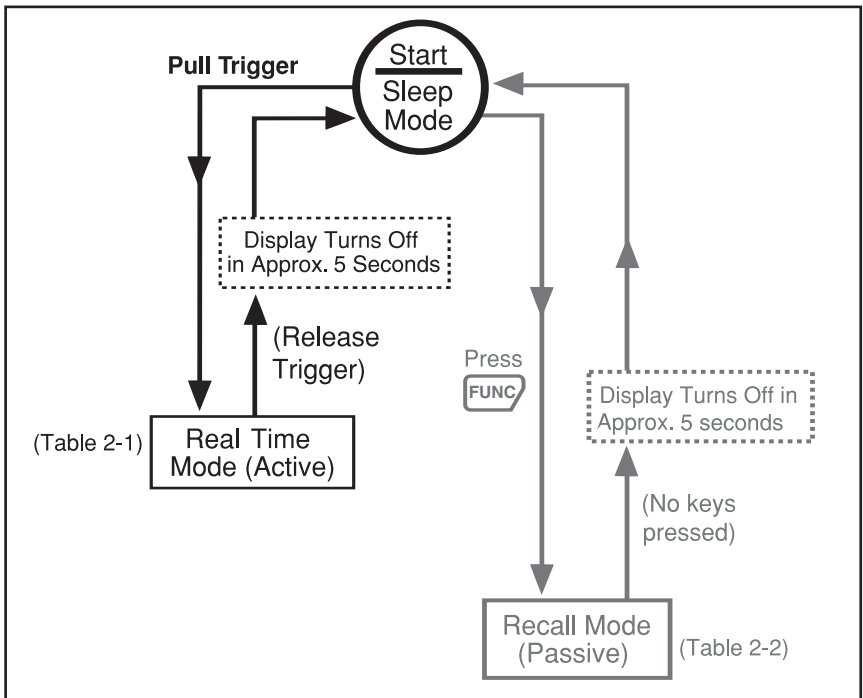 Pull Trigger
Start
Sleep
Mode
Display Turns Off
in Approx. 5 Seconds
(Release
Trigger)
(Table 2-1)
Real Time
Mode (Active)
Press
FUNC
Display Turns Off in
Approx. 5 seconds
(No keys
pressed)
Recall Mode
(Passive)
(Table 2-2)